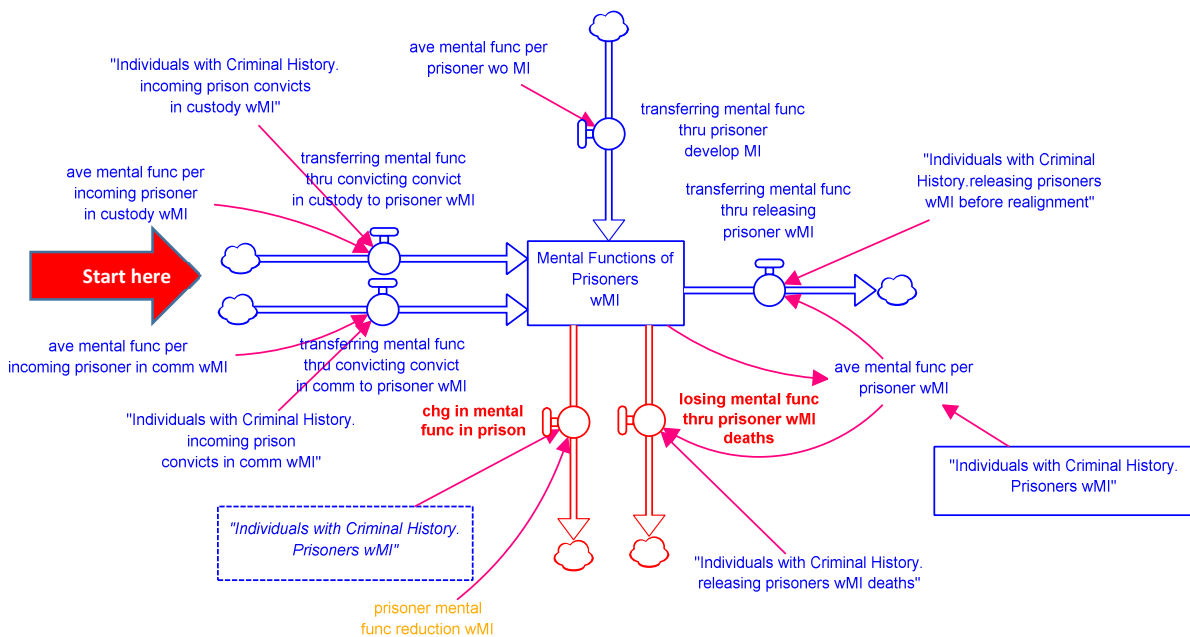 ave mental func per
prisoner wo MI
"Individuals with Criminal History.
incoming prison convicts
in custody wMI"
transferring mental func
thru prisoner
develop MI
ave mental func per
incoming prisoner
in custody wMI
transferring mental func
thru convicting convict
in custody to prisoner wMI
transferring mental func
thru releasing
prisoner wMI
"Individuals with Criminal
History.releasing prisoners
wMI before realignment"
Start here
Mental Functions of
Prisoners
wMI
ave mental func per
incoming prisoner in comm wMI
transferring mental func
thru convicting convict
in comm to prisoner wMI
ave mental func per
prisoner wMI
"Individuals with Criminal History.
incoming prison
convicts in comm wMI"
chg in mental
func in prison
losing mental func
thru prisoner wMI
deaths
"Individuals with Criminal History.
Prisoners wMI"
"Individuals with Criminal History.
Prisoners wMI"
"Individuals with Criminal History.
releasing prisoners wMI deaths"
prisoner mental
func reduction wMI